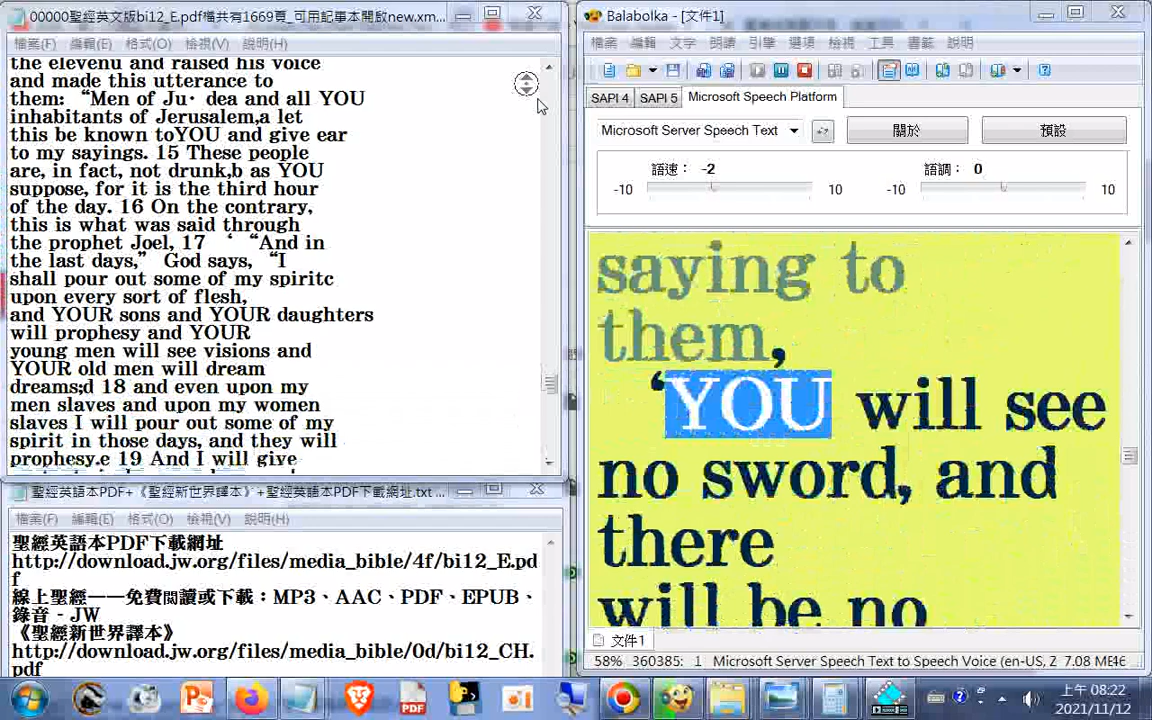 00000聖經英文版bi12_E.pdf檔共有1669頁_可用記事本開啟new.xm...
檔案(F) 編輯(E) 格式(O) 檢視(V) 說明(H)
the elevenu and raised his voice
and made this utterance to
them: “Men of Ju· dea and all YOU
inhabitants of Jerusalem,a let
this be known toYOU and give ear
to my sayings. 15 These people
are, in fact, not drunk,b as YOU
suppose, for it is the third hour
of the day. 16 On the contrary,
this is what was said through
the prophet Joel, 17 ‘ “And in
the last days,” God says, “I
shall pour out some of my spiritc
upon every sort of flesh,
and YOUR sons and YOUR daughters
will prophesy and YOUR
young men will see visions and
YOUR old men will dream
dreams;d 18 and even upon my
men slaves and upon my women
slaves I will pour out some of my
spirit in those days, and they will
prophesy.e 19 And I will give
聖經英語本PDF+《聖經新世界譯本》+聖經英語本PDF下載網址.txt ...
檔案(F) 編輯(E) 格式(O) 檢視(V) 說明(H)
聖經英語本PDF下載網址
http://download.jw.org/files/media_bible/4f/bi12_E.pd
f
線上聖經——免費閱讀或下載：MP3、AAC、PDF、EPUB、
錄音 - JW
《聖經新世界譯本》
http://download.jw.org/files/media_bible/0d/bi12_CH.
pdf
Balabolka - [文件1]
檔案 編輯 文字 朗讀 引擎 選項 檢視 工具 書籤 說明
SAPI 4 SAPI 5 Microsoft Speech Platform
Microsoft Server Speech Text 關於 預設
語速： -2 語調： 0
-10 10 -10 10
saying to
them,
‘YOU will see
no sword, and
there
will be no
文件1
58% 360385: 1 Microsoft Server Speech Text to Speech Voice (en-US, Z 7.08 ME46
上午 08:22
2021/11/12